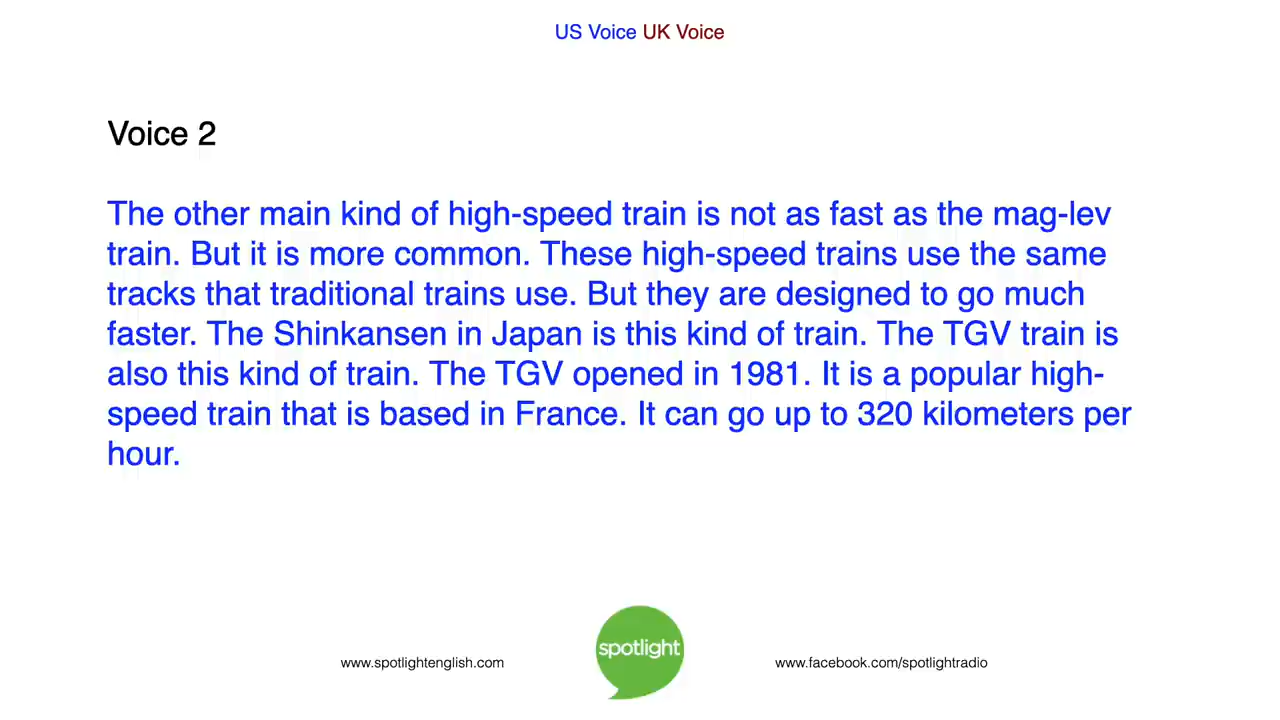 US Voice UK Voice
Voice 2
The other main kind of high-speed train is not as fast as the mag-lev
train. But it is more common. These high-speed trains use the same
tracks that traditional trains use. But they are designed to go much
faster. The Shinkansen in Japan is this kind of train. The TGV train is
also this kind of train. The TGV opened in 1981. It is a popular high-
speed train that is based in France. It can go up to 320 kilometers per
hour.
spotlight
www.spotlightenglish.com
www.facebook.com/spotlightradio